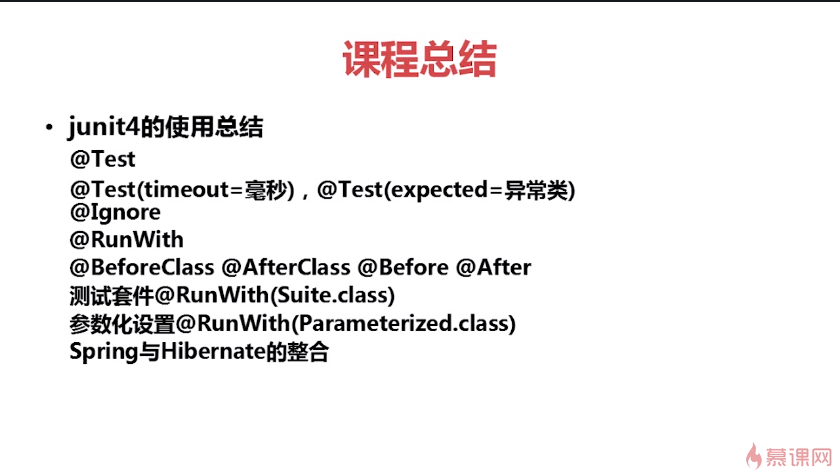 课程总结
• junit4的使用总结
@Test
@Test(timeout=毫秒)，@Test(expected=异常类)
@Ignore
@RunWith
@BeforeClass @AfterClass @Before @After
测试套件@RunWith(Suite.class)
参数化设置@RunWith(Parameterized.class)
Spring与Hibernate的整合
慕课网